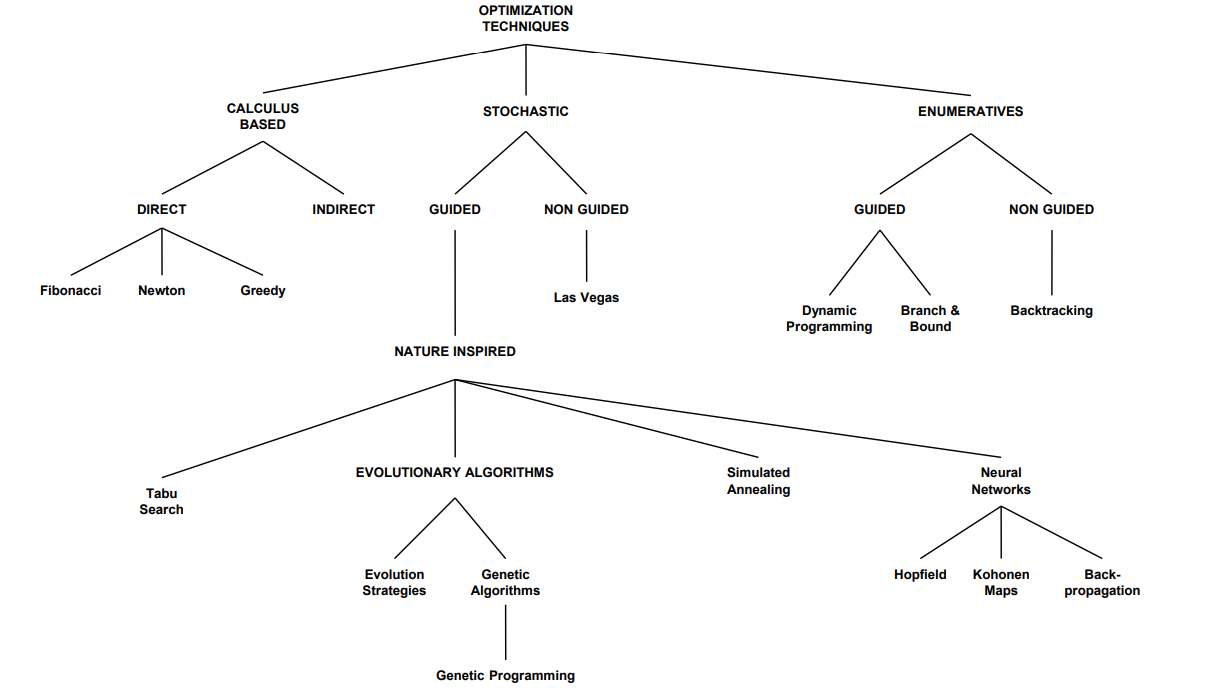 OPTIMIZATION
TECHNIQUES
CALCULUS
BASED
STOCHASTIC
ENUMERATIVES
DIRECT
INDIRECT
GUIDED
NON GUIDED
GUIDED
NON GUIDED
Fibonacci
Newton
Greedy
Las Vegas
Dynamic
Programming
Branch &
Bound
Backtracking
NATURE INSPIRED
Tabu
Search
EVOLUTIONARY ALGORITHMS
Simulated
Annealing
Neural
Networks
Evolution
Strategies
Genetic
Algorithms
Hopfield
Kohonen
Maps
Back-
propagation
Genetic Programming